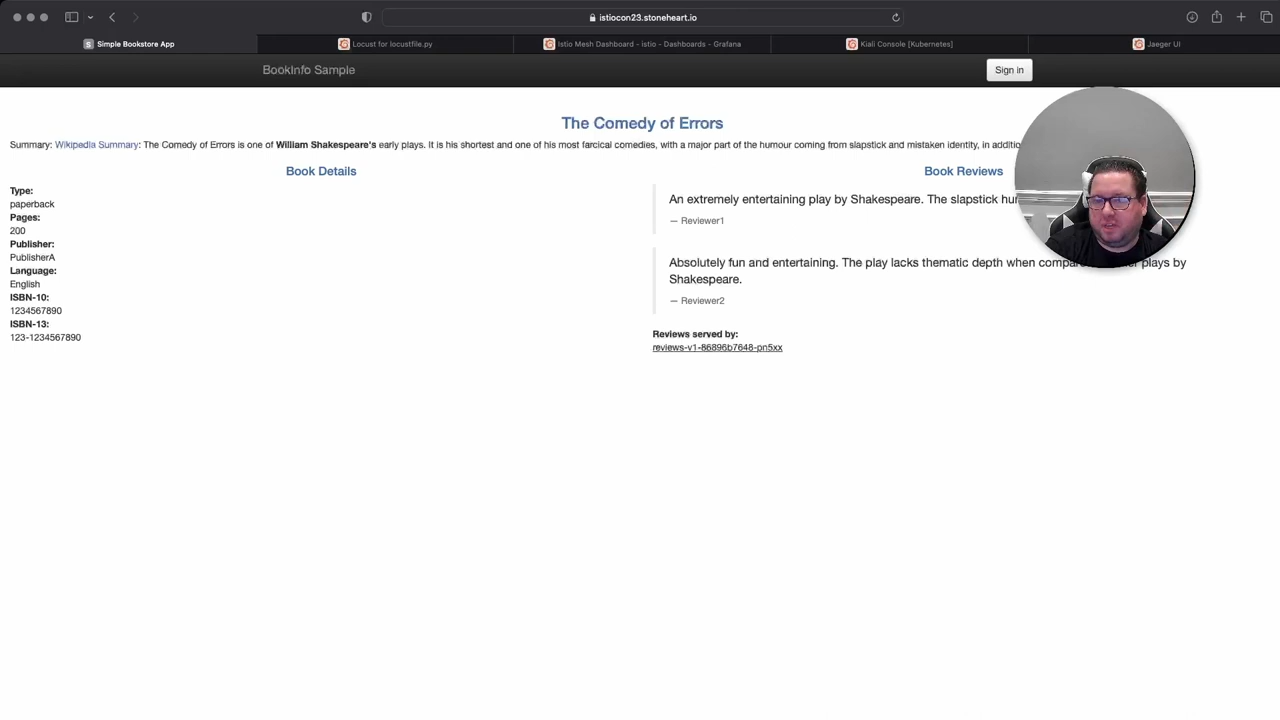 istiocon23.stoneheart.io
S Simple Bookstore App
Locust for locustfile.py
Istio Mesh Dashboard - istio - Dashboards - Grafana
Kiali Console [Kubernetes]
Jaeger UI
BookInfo Sample
Sign in
The Comedy of Errors
Summary: Wikipedia Summary: The Comedy of Errors is one of William Shakespeare's early plays. It is his shortest and one of his most farcical comedies, with a major part of the humour coming from slapstick and mistaken identity, in
Book Details
Type:
paperback
Pages:
200
Publisher:
PublisherA
Language:
English
ISBN-10:
1234567890
ISBN-13:
123-1234567890
Book Reviews
An extremely entertaining play by Shakespeare. The slapstick
— Reviewer1
Absolutely fun and entertaining. The play lacks thematic depth when plays by
Shakespeare.
— Reviewer2
Reviews served by:
reviews-v1-86896b7648-pn5xx